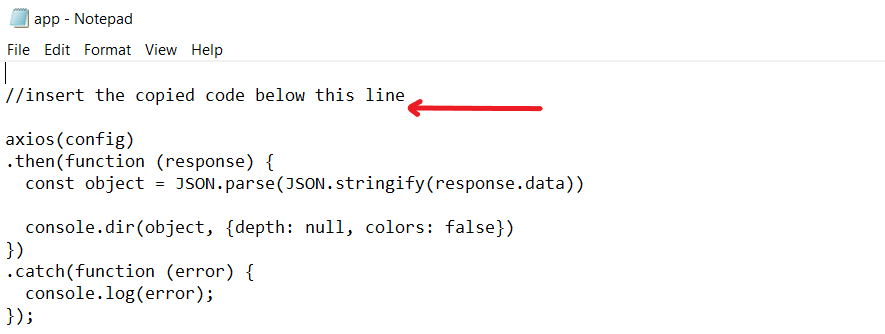 app - Notepad
File Edit Format View Help
//insert the copied code below this line
axios(config)
.then(function (response) {
  const object = JSON.parse(JSON.stringify(response.data))
  console.dir(object, {depth: null, colors: false})
})
.catch(function (error) {
  console.log(error);
});